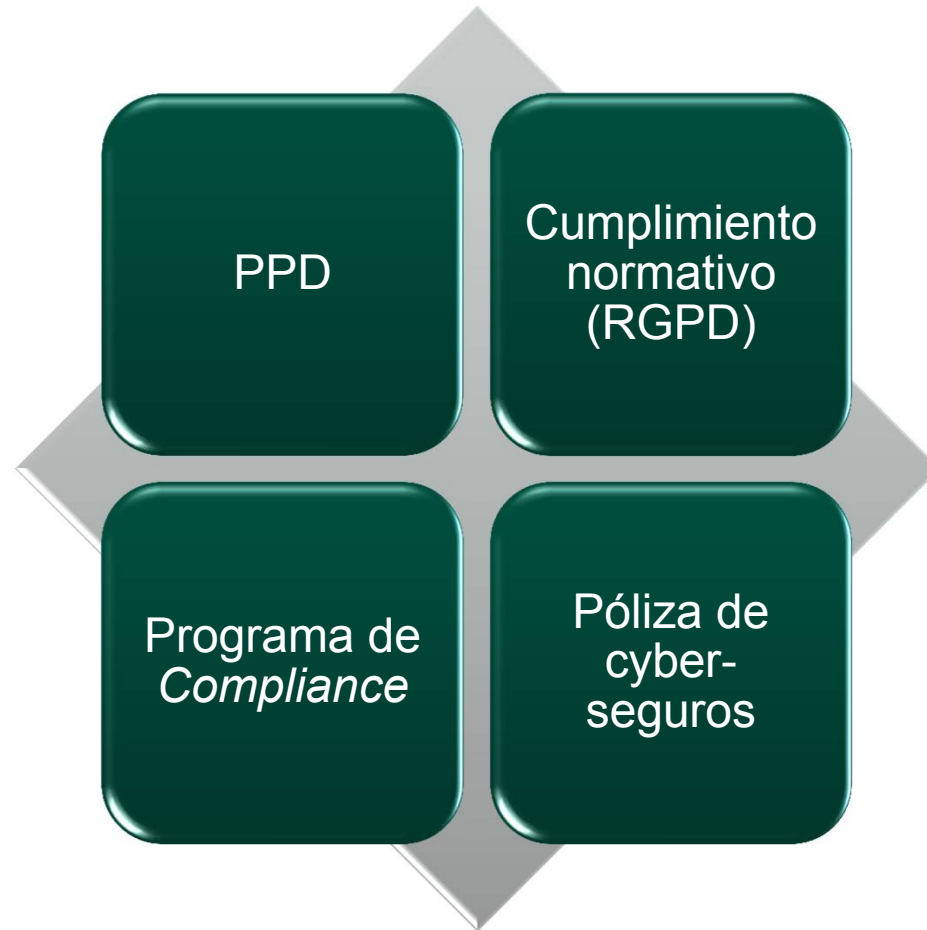 PPD
Cumplimiento
normativo
(RGPD)
Programa de
Compliance
Póliza de
cyber-
seguros